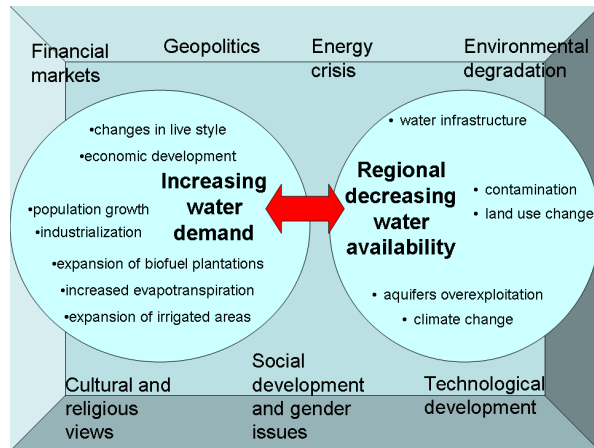 Financial
markets
Geopolitics
Energy
crisis
Environmental
degradation
•changes in live style
•economic development
Increasing
water
demand
•population growth
•industrialization
•expansion of biofuel plantations
•increased evapotranspiration
•expansion of irrigated areas
• water infrastructure
Regional
decreasing
water
availability
• contamination
• land use change
• aquifers overexploitation
• climate change
Cultural and
religious
views
Social
development
and gender
issues
Technological
development